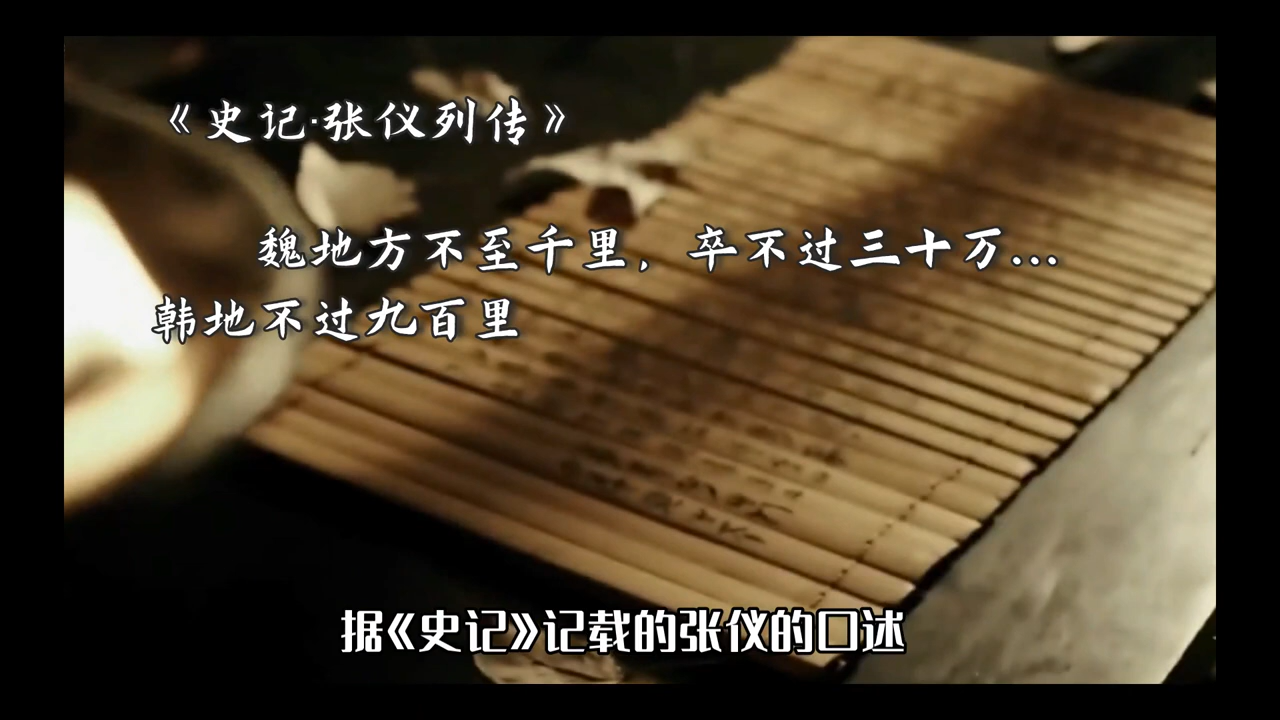 《史记·张仪列传》
魏地方不至千里，卒不过三十万...
韩地不过九百里
据《史记》记载的张仪的口述